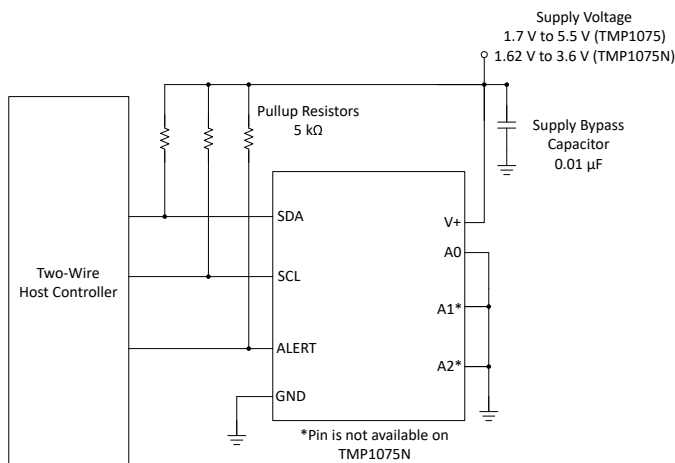 Supply Voltage
1.7 V to 5.5 V (TMP1075)
1.62 V to 3.6 V (TMP1075N)
Pullup Resistors
5 kΩ
Supply Bypass
Capacitor
0.01 µF
Two-Wire
Host Controller
SDA
SCL
ALERT
GND
V+
A0
A1*
A2*
*Pin is not available on
TMP1075N